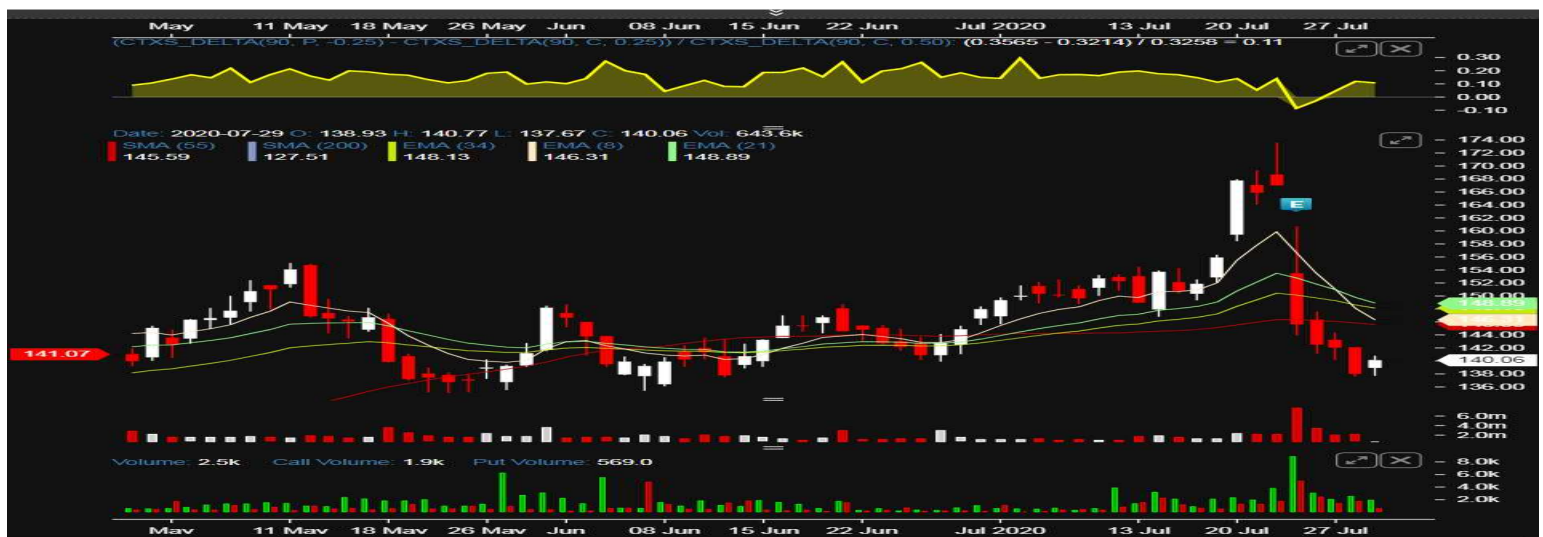 May 11 May 18 May 26 May Jun 08 Jun 15 Jun 22 Jun Jul 2020 13 Jul 20 Jul 27 Jul
(CTXS_DELTA(90, P, -0.25) - CTXS_DELTA(90, C, 0.25)) / CTXS_DELTA(90, C, 0.50): (0.3565 - 0.3214) / 0.3258 = 0.11
0.30
0.20
0.10
0.00
-0.10
Date: 2020-07-29 O: 138.93 H: 140.77 L: 137.67 C: 140.06 Vol: 643.6k
SMA (55) SMA (200) EMA (34) EMA (8) EMA (21)
145.59 127.51 148.13 146.31 148.89
174.00
172.00
170.00
168.00
166.00
164.00
E
162.00
160.00
158.00
156.00
154.00
152.00
150.00
148.89
146.31
144.00
142.00
141.07
140.06
138.00
136.00
6.0m
4.0m
2.0m
Volume: 2.5k Call Volume: 1.9k Put Volume: 569.0
8.0k
6.0k
4.0k
2.0k
May 11 May 18 May 26 May Jun 08 Jun 15 Jun 22 Jun Jul 2020 13 Jul 20 Jul 27 Jul